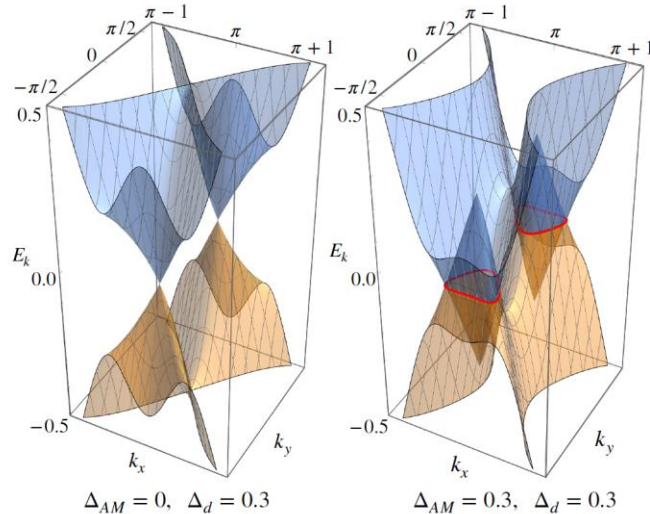 π − 1
π/2
0
−π/2
π
π + 1
0.5
E_k
0.0
−0.5
k_x
k_y
Δ_AM = 0, Δ_d = 0.3
π − 1
π/2
0
−π/2
π
π + 1
0.5
E_k
0.0
−0.5
k_x
k_y
Δ_AM = 0.3, Δ_d = 0.3